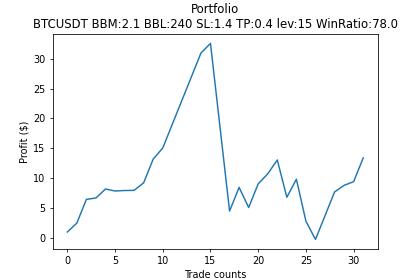 Portfolio
BTCUSDT BBM:2.1 BBL:240 SL:1.4 TP:0.4 lev:15 WinRatio:78.0
30
25
20
15
10
5
0
Profit ($)
0 5 10 15 20 25 30
Trade counts